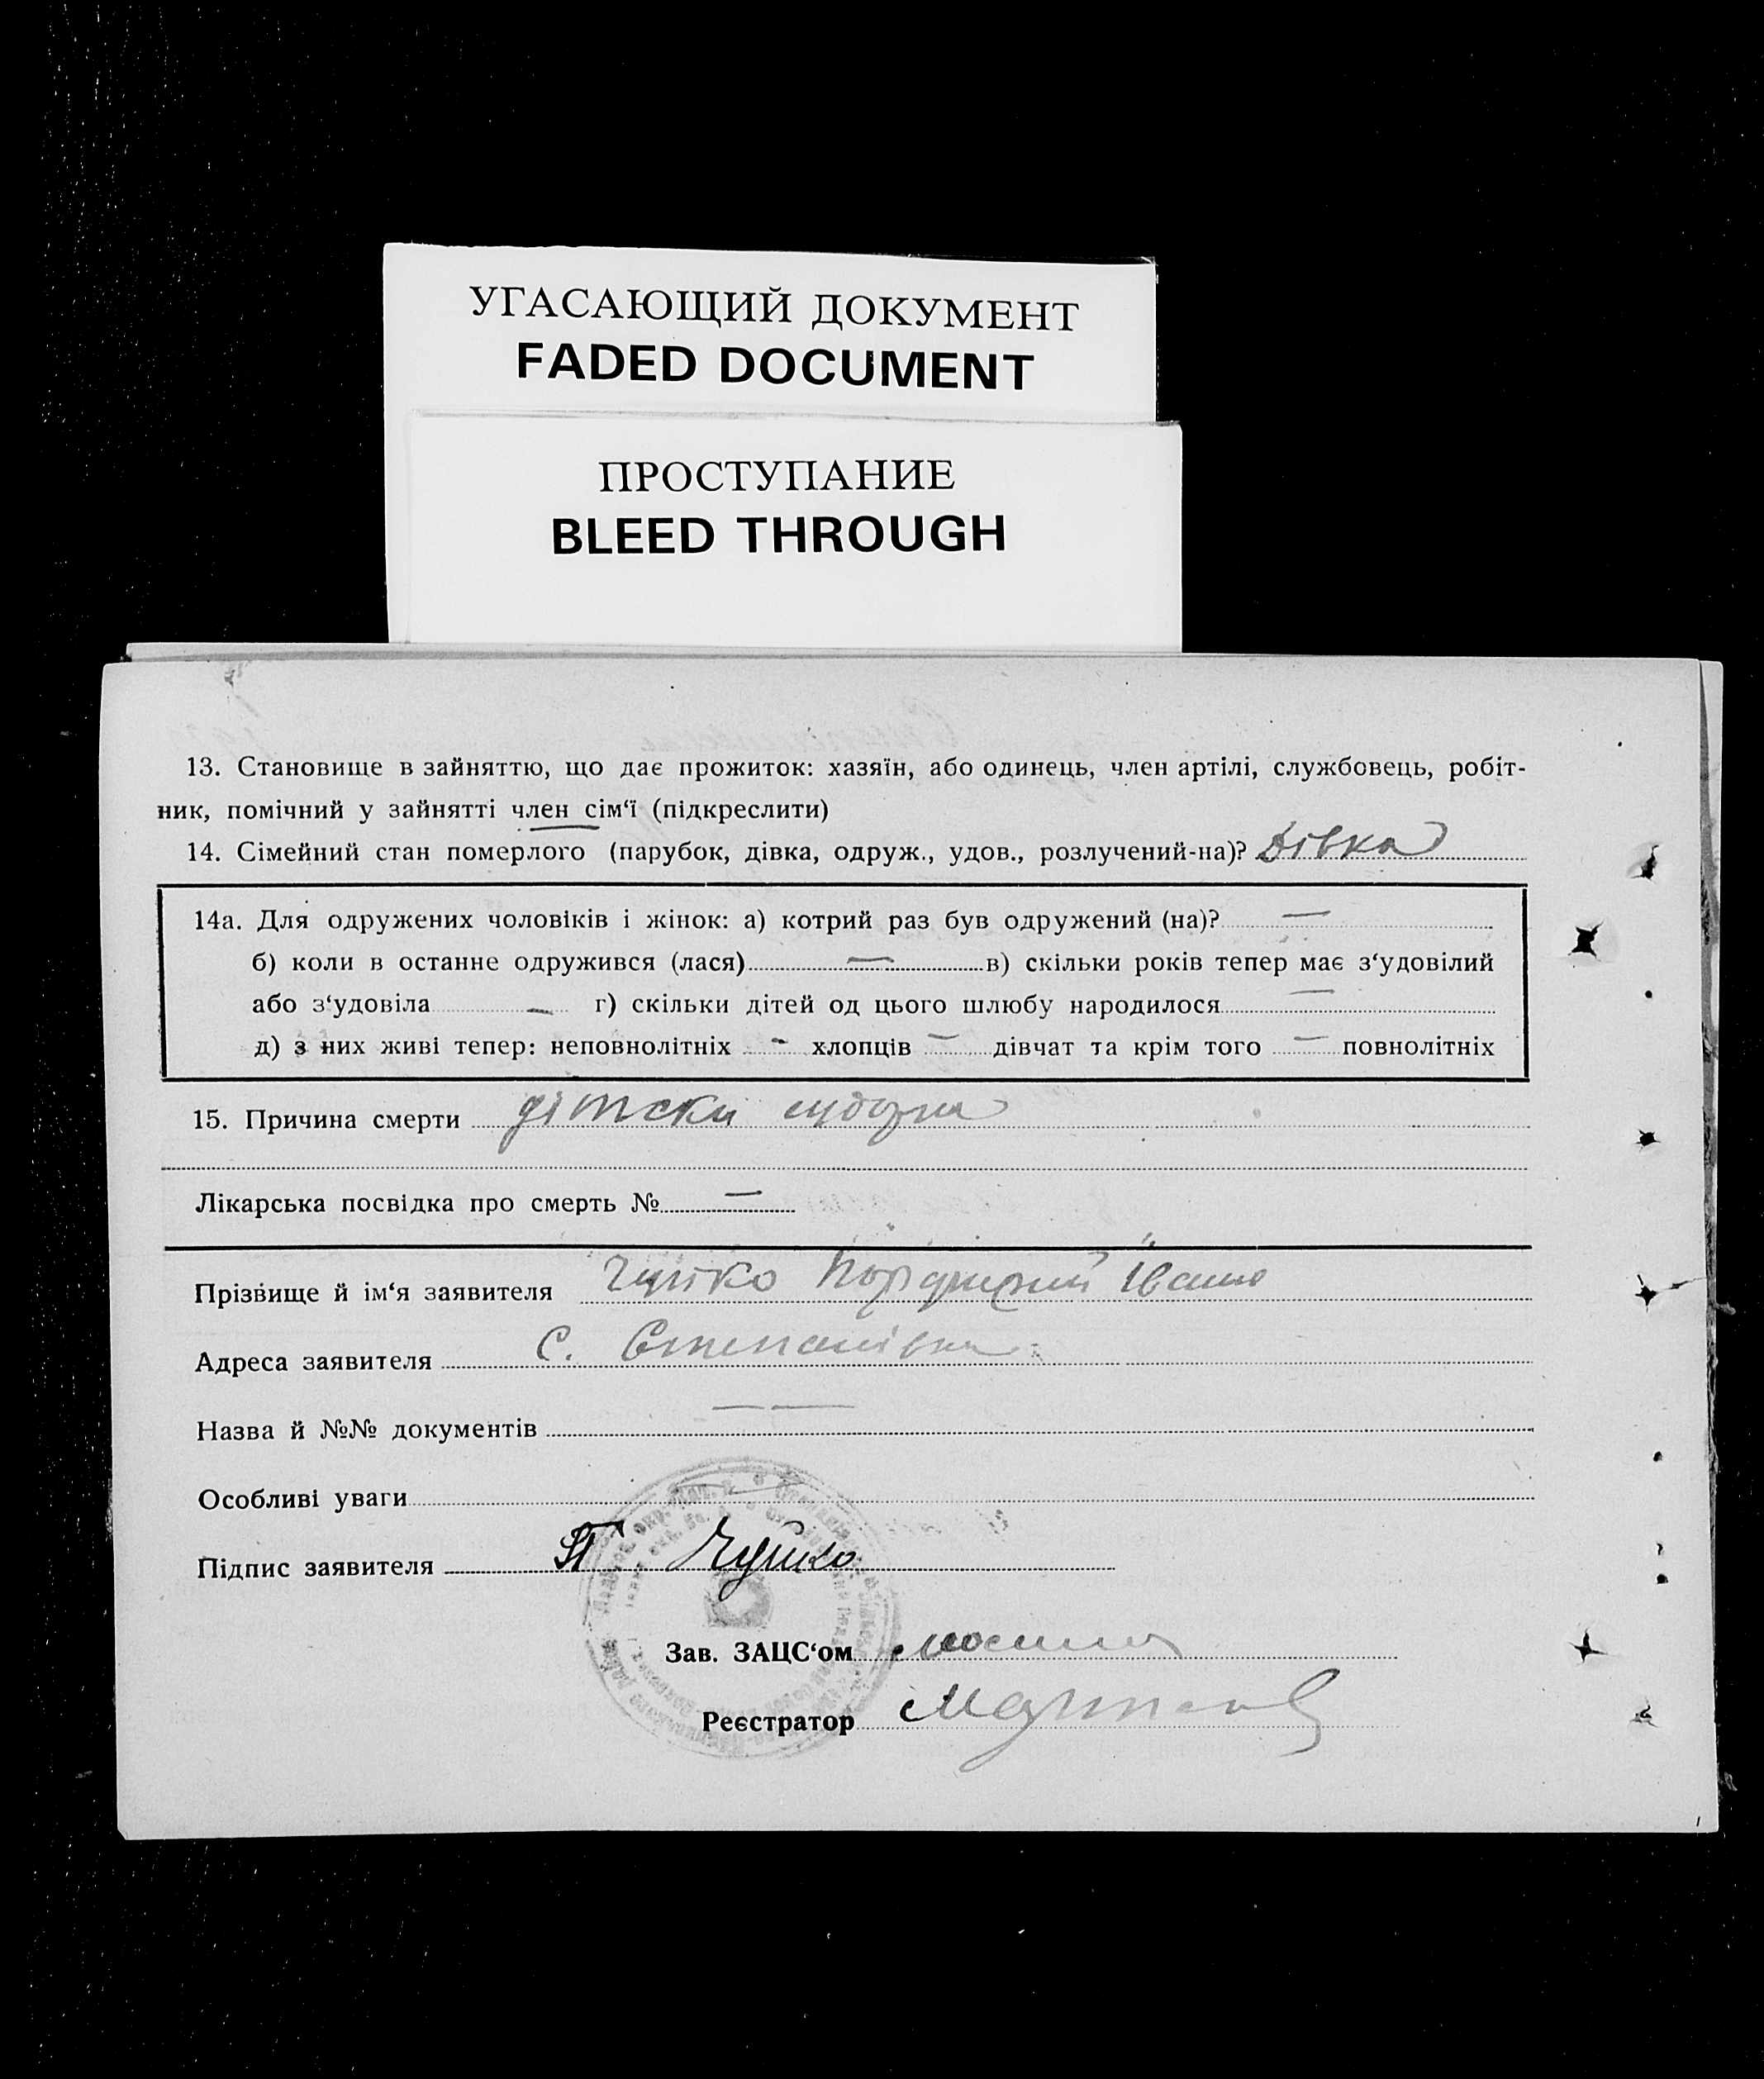 УГАСАЮЩИЙ ДОКУМЕНТ
FADED DOCUMENT
ПРОСТУПАНИЕ
BLEED THROUGH
13. Становище в зайняттю, що дає прожиток: хазяїн, або одинець, член артілі, службовець, робіт-
ник, помічний у зайнятті член сім‘ї (підкреслити)
14. Сімейний стан померлого (парубок, дівка, одруж., удов., розлучений-на)? Дівка
14а. Для одружених чоловіків і жінок: а) котрий раз був одружений (на)? —
б) коли в останнє одружився (лася) — в) скільки років тепер має з‘удовілий
або з‘удовіла — г) скільки дітей од цього шлюбу народилося —
д) з них живі тепер: неповнолітніх — хлопців — дівчат та крім того — повнолітніх
15. Причина смерти
Лікарська посвідка про смерть № —
Прізвище й ім‘я заявителя
Адреса заявителя С. Степанівка
Назва й №№ документів — —
Особливі уваги
Підпис заявителя
Зав. ЗАЦС‘ом
Реєстратор